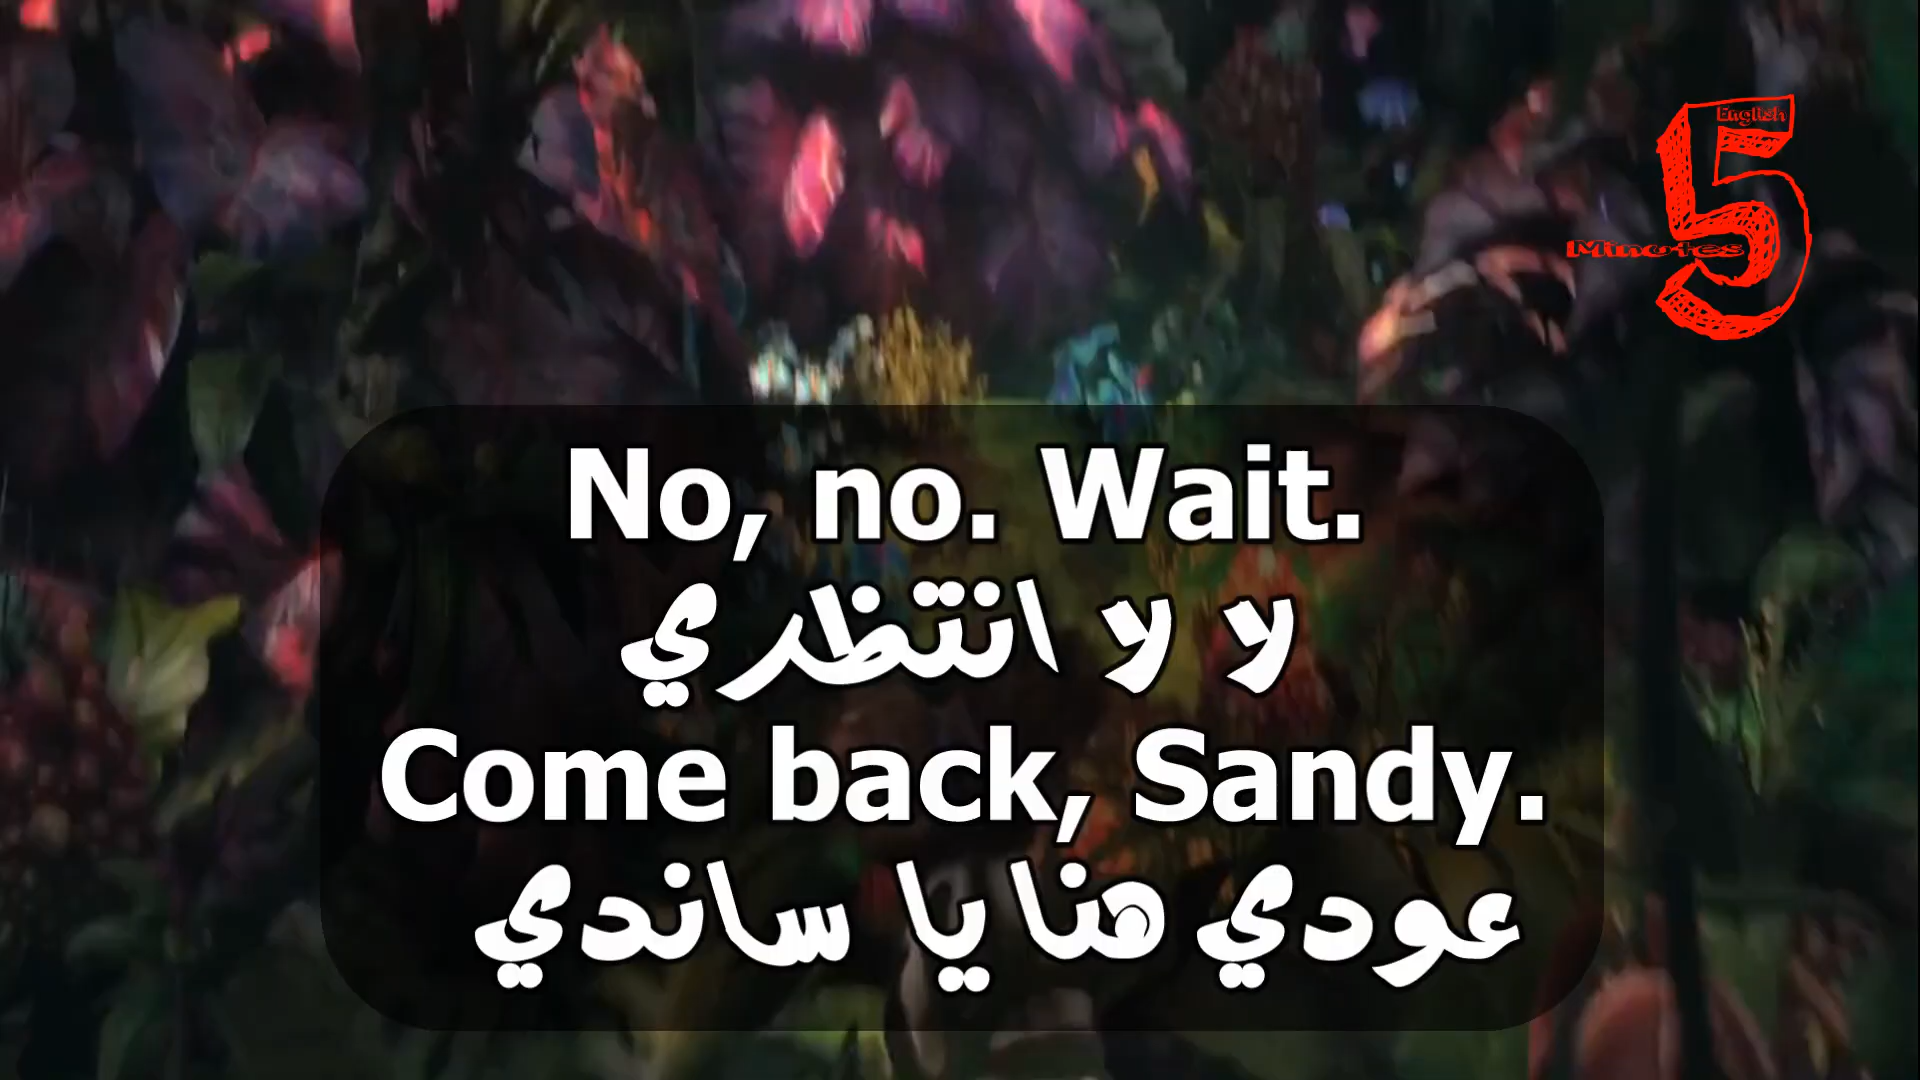 English
5
Minutes
No, no. Wait.
لا لا انتظري
Come back, Sandy.
عودي هنا يا ساندي